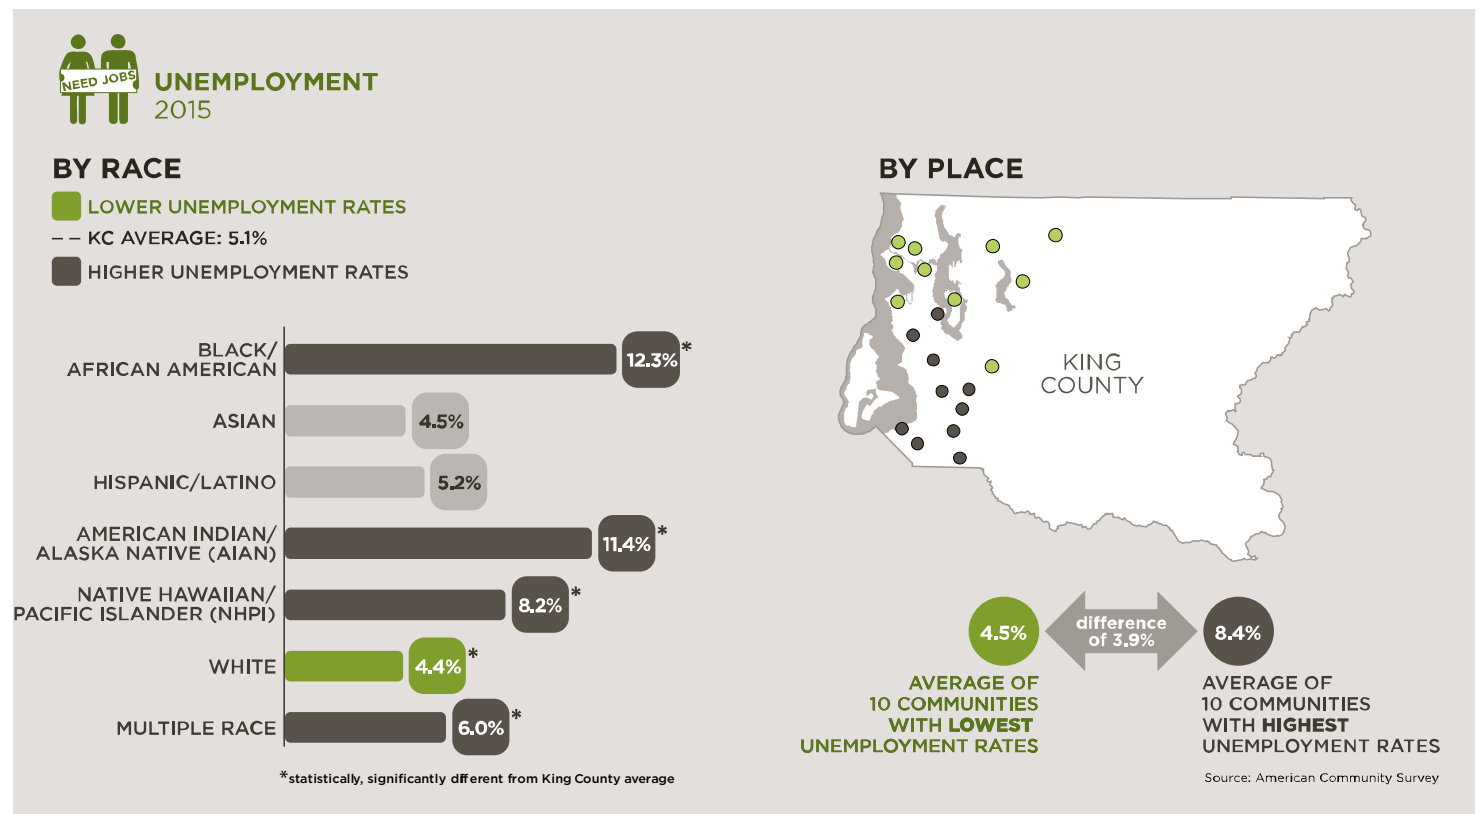 NEED JOBS
UNEMPLOYMENT
2015
BY RACE
LOWER UNEMPLOYMENT RATES
-- KC AVERAGE: 5.1%
HIGHER UNEMPLOYMENT RATES
BLACK/
AFRICAN AMERICAN
12.3%*
ASIAN
4.5%
HISPANIC/LATINO
5.2%
AMERICAN INDIAN/
ALASKA NATIVE (AIAN)
11.4%*
NATIVE HAWAIIAN/
PACIFIC ISLANDER (NHPI)
8.2%*
WHITE
4.4%*
MULTIPLE RACE
6.0%*
*statistically, significantly different from King County average
BY PLACE
KING
COUNTY
4.5%
difference
of 3.9%
8.4%
AVERAGE OF
10 COMMUNITIES
WITH LOWEST
UNEMPLOYMENT RATES
AVERAGE OF
10 COMMUNITIES
WITH HIGHEST
UNEMPLOYMENT RATES
Source: American Community Survey